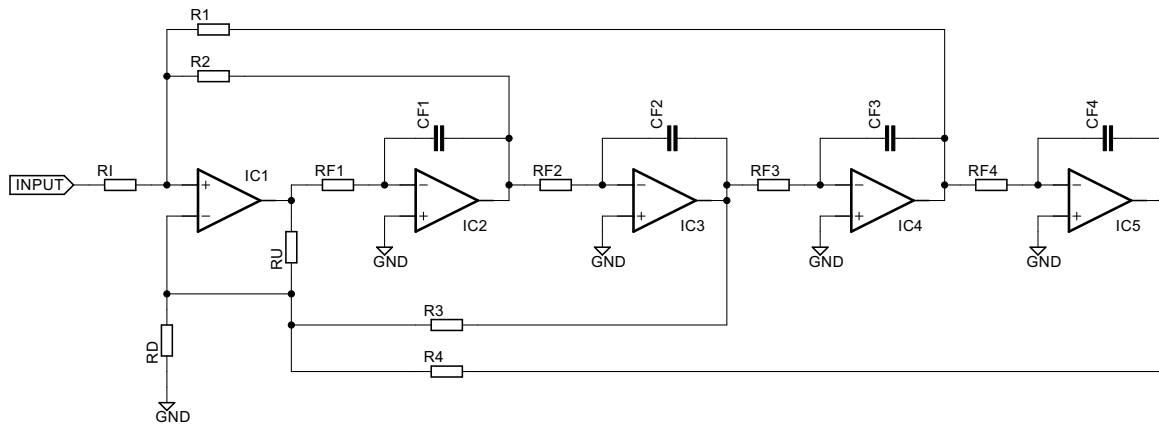 R1
R2
CF1
CF2
CF3
CF4
INPUT
RI
+
−
IC1
RF1
−
+
IC2
RF2
−
+
IC3
RF3
−
+
IC4
RF4
−
+
IC5
GND
GND
GND
GND
RU
R3
RD
R4
GND